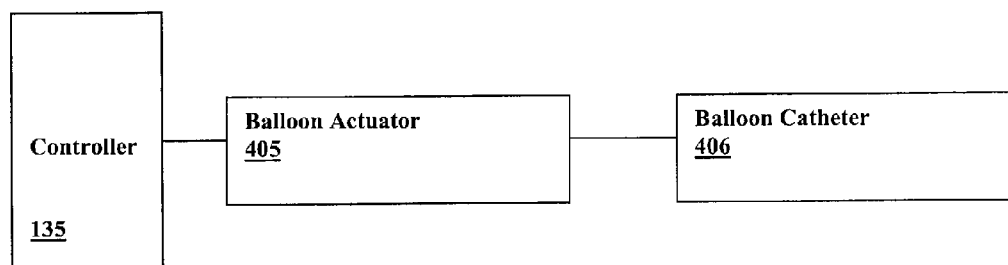 Controller
135
Balloon Actuator
405
Balloon Catheter
406